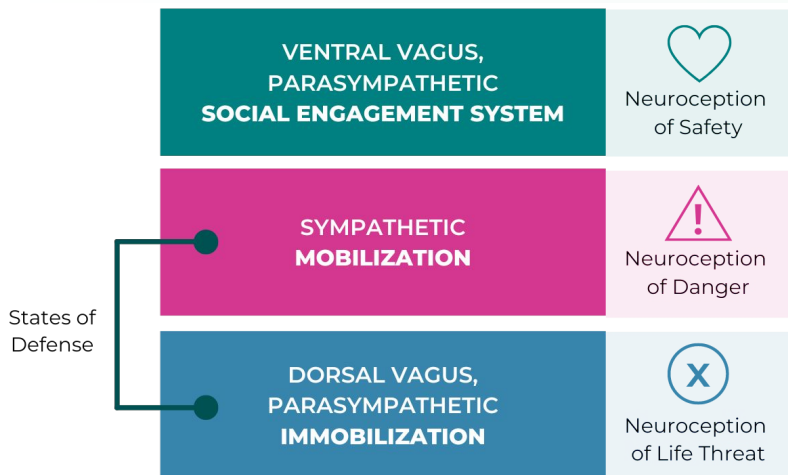 VENTRAL VAGUS,
PARASYMPATHETIC
SOCIAL ENGAGEMENT SYSTEM
Neuroception
of Safety
SYMPATHETIC
MOBILIZATION
!
Neuroception
of Danger
States of
Defense
DORSAL VAGUS,
PARASYMPATHETIC
IMMOBILIZATION
X
Neuroception
of Life Threat